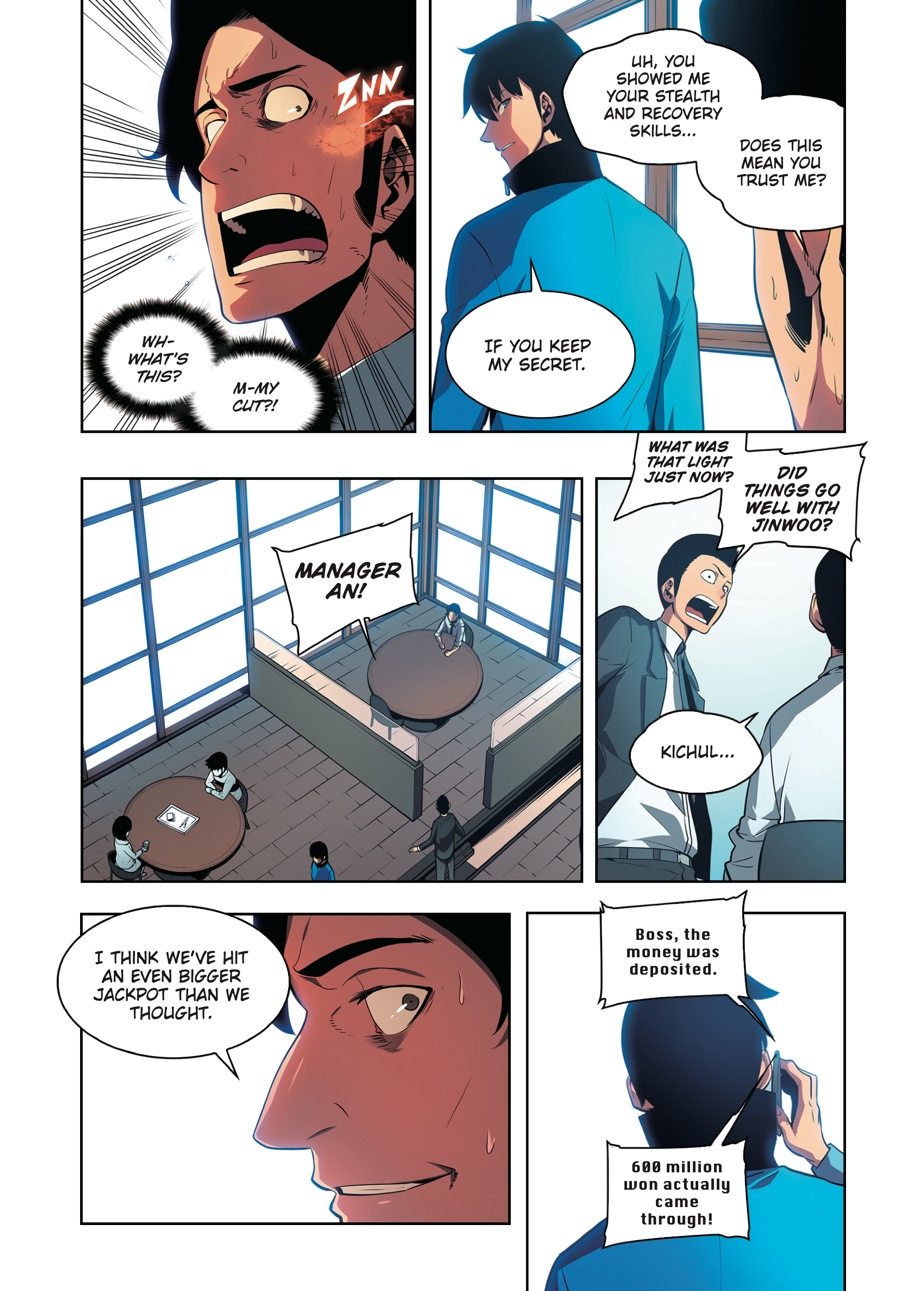 ZNN
WH-
WHAT'S
THIS?
M-MY
CUT?!
UH, YOU
SHOWED ME
YOUR STEALTH
AND RECOVERY
SKILLS...
DOES THIS
MEAN YOU
TRUST ME?
IF YOU KEEP
MY SECRET.
MANAGER
AN!
WHAT WAS
THAT LIGHT
JUST NOW?
DID
THINGS GO
WELL WITH
JINWOO?
KICHUL...
I THINK WE'VE HIT
AN EVEN BIGGER
JACKPOT THAN WE
THOUGHT.
Boss, the
money was
deposited.
600 million
won actually
came
through!